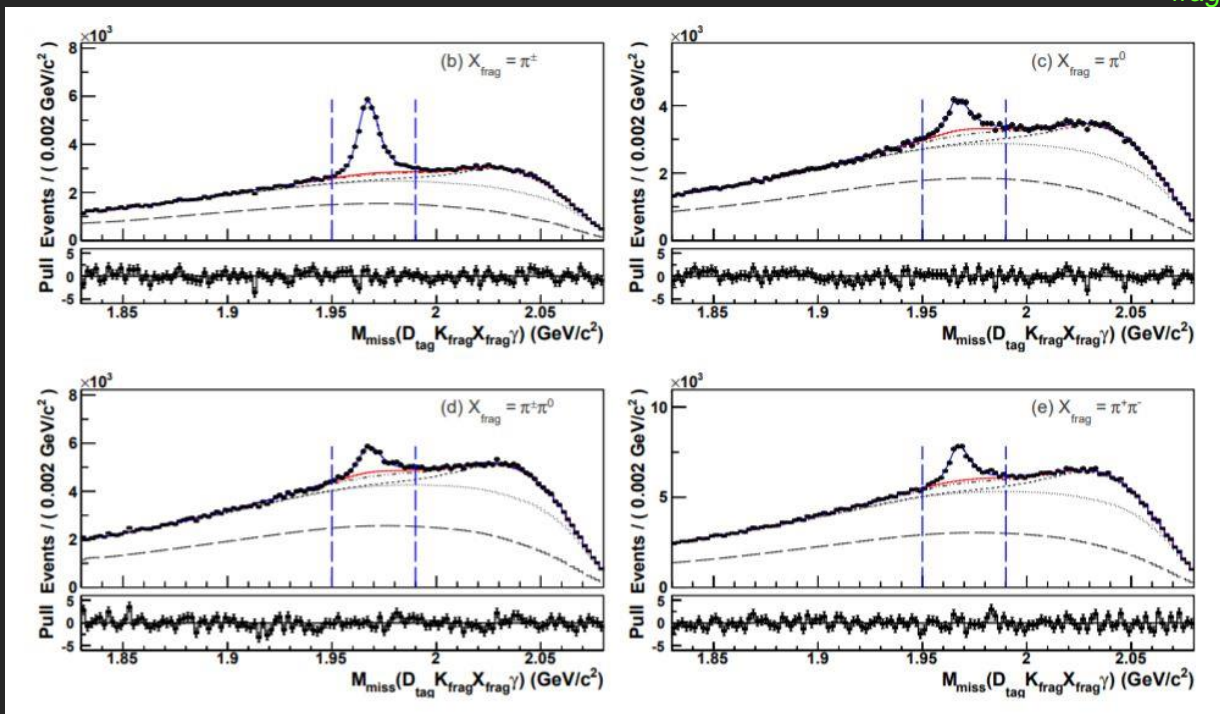 frag
×10³
(b) X_frag = π±
Events / ( 0.002 GeV/c² )
8
6
4
2
0
Pull
5
0
-5
1.85 1.9 1.95 2 2.05
M_miss(D_tag K_frag X_frag γ) (GeV/c²)
×10³
(c) X_frag = π⁰
Events / ( 0.002 GeV/c² )
4
2
0
Pull
5
0
-5
1.85 1.9 1.95 2 2.05
M_miss(D_tag K_frag X_frag γ) (GeV/c²)
×10³
(d) X_frag = π±π⁰
Events / ( 0.002 GeV/c² )
8
6
4
2
0
Pull
5
0
-5
1.85 1.9 1.95 2 2.05
M_miss(D_tag K_frag X_frag γ) (GeV/c²)
×10³
(e) X_frag = π⁺π⁻
Events / ( 0.002 GeV/c² )
10
5
0
Pull
5
0
-5
1.85 1.9 1.95 2 2.05
M_miss(D_tag K_frag X_frag γ) (GeV/c²)